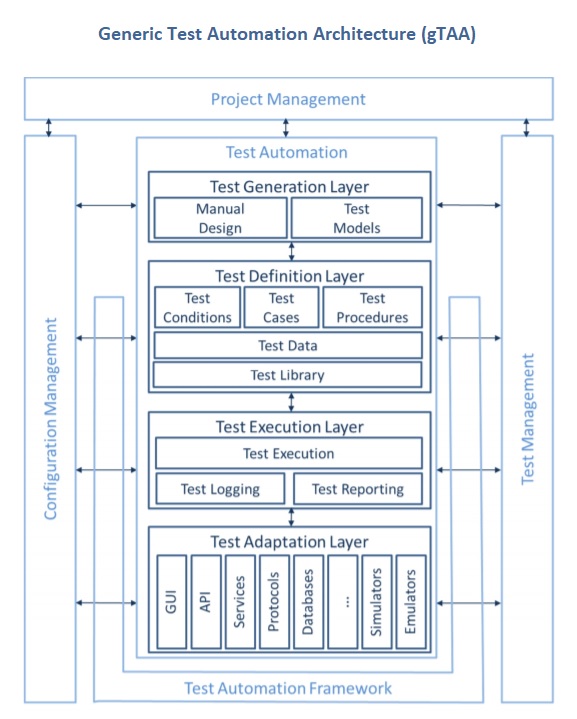 Generic Test Automation Architecture (gTAA)
Project Management
Configuration Management
Test Automation
Test Generation Layer
Manual
Design
Test
Models
Test Definition Layer
Test
Conditions
Test
Cases
Test
Procedures
Test Data
Test Library
Test Execution Layer
Test Execution
Test Logging
Test Reporting
Test Adaptation Layer
GUI
API
Services
Protocols
Databases
...
Simulators
Emulators
Test Management
Test Automation Framework